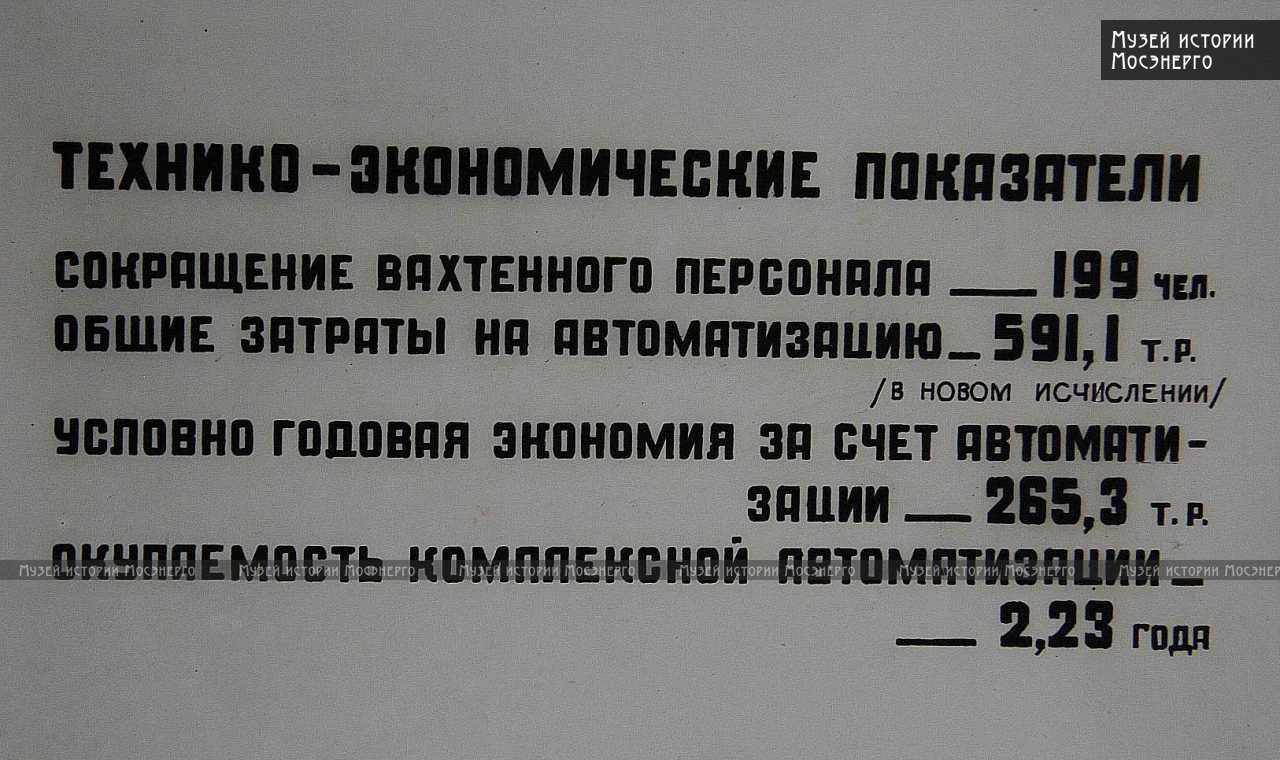 Музей истории
Мосэнерго
ТЕХНИКО-ЭКОНОМИЧЕСКИЕ ПОКАЗАТЕЛИ
СОКРАЩЕНИЕ ВАХТЕННОГО ПЕРСОНАЛА — 199 ЧЕЛ.
ОБЩИЕ ЗАТРАТЫ НА АВТОМАТИЗАЦИЮ — 591,1 Т.Р.
/В НОВОМ ИСЧИСЛЕНИИ/
УСЛОВНО ГОДОВАЯ ЭКОНОМИЯ ЗА СЧЕТ АВТОМАТИ-
ЗАЦИИ — 265,3 Т.Р.
ОКУПАЕМОСТЬ КОМПЛЕКСНОЙ АВТОМАТИЗАЦИИ —
Музей истории Мосэнерго Музей истории Мосэнерго Музей истории Мосэнерго Музей истории Мосэнерго Музей истории Мосэнерго Музей истории Мосэнер
— 2,23 ГОДА